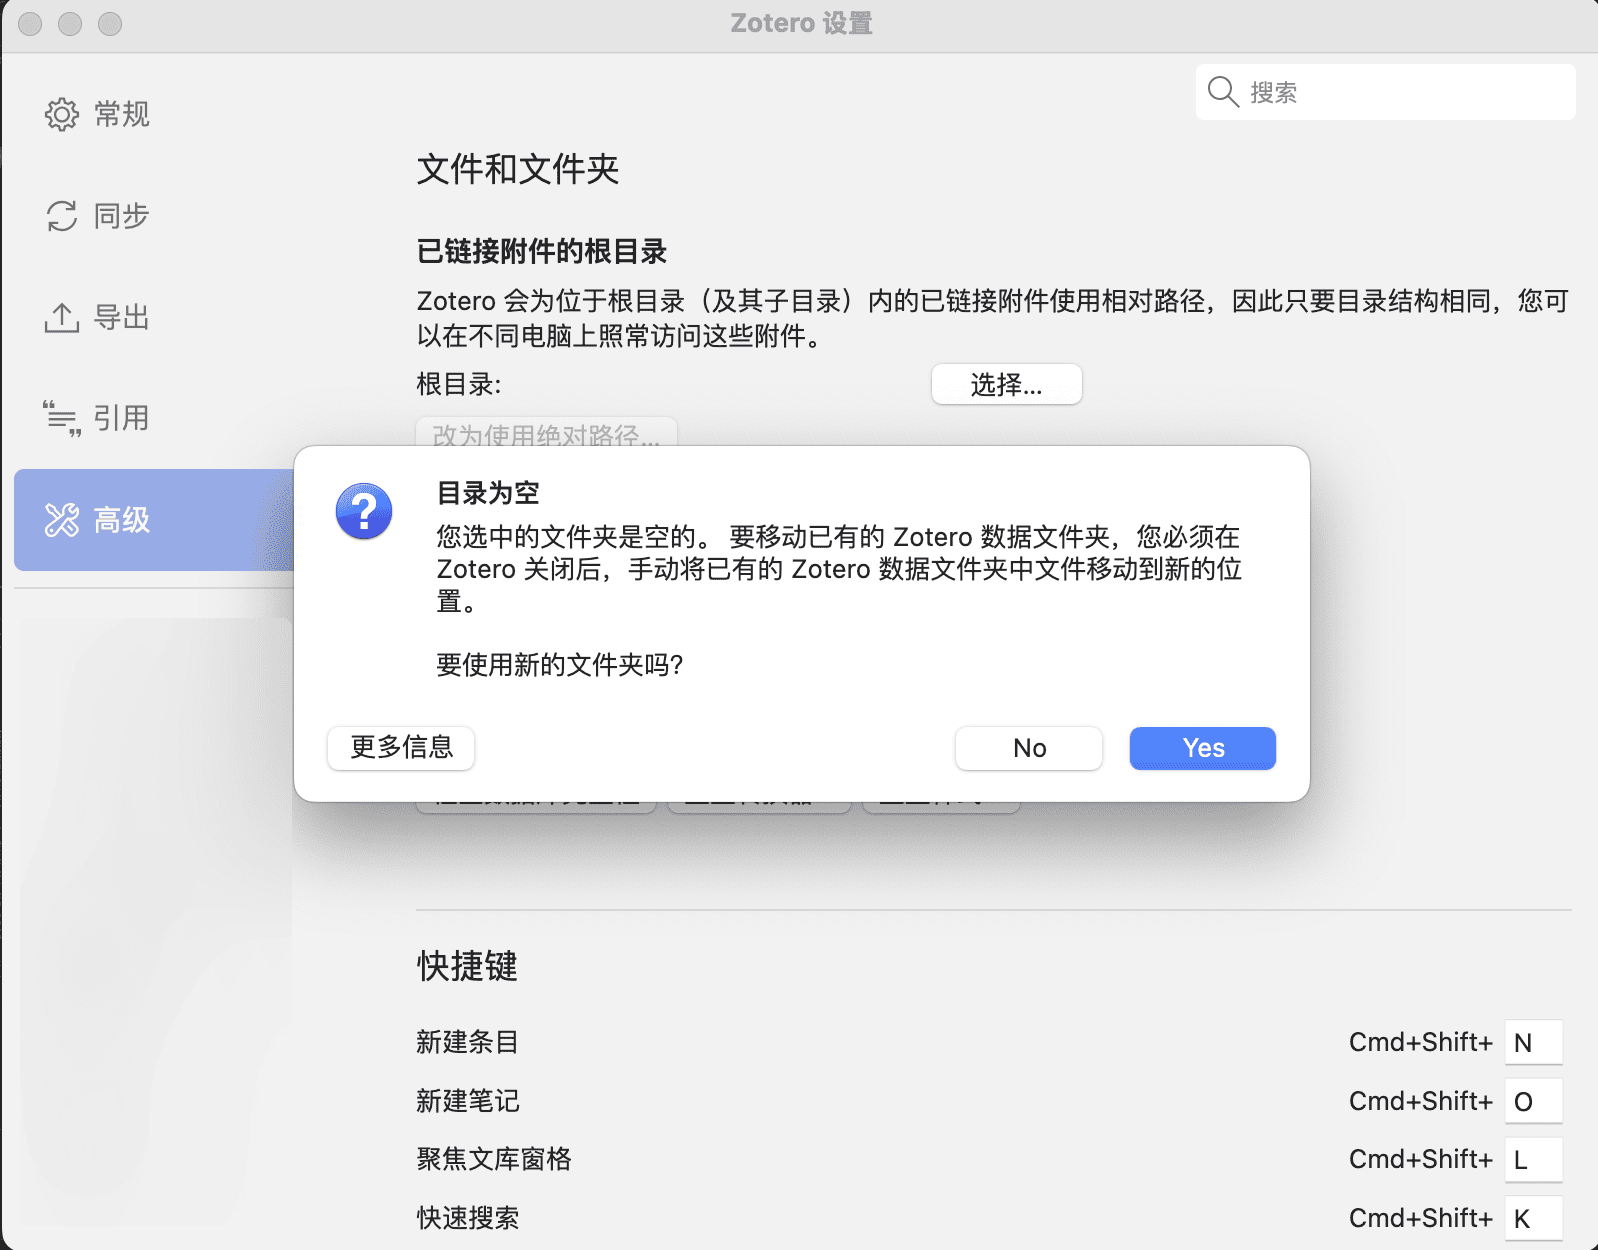 Zotero 设置
搜索
常规
同步
导出
引用
高级
文件和文件夹
已链接附件的根目录
Zotero 会为位于根目录（及其子目录）内的已链接附件使用相对路径，因此只要目录结构相同，您可
以在不同电脑上照常访问这些附件。
根目录:
选择...
改为使用绝对路径...
目录为空
您选中的文件夹是空的。 要移动已有的 Zotero 数据文件夹，您必须在
Zotero 关闭后，手动将已有的 Zotero 数据文件夹中文件移动到新的位
置。
要使用新的文件夹吗?
更多信息
No
Yes
快捷键
新建条目
Cmd+Shift+ N
新建笔记
Cmd+Shift+ O
聚焦文库窗格
Cmd+Shift+ L
快速搜索
Cmd+Shift+ K